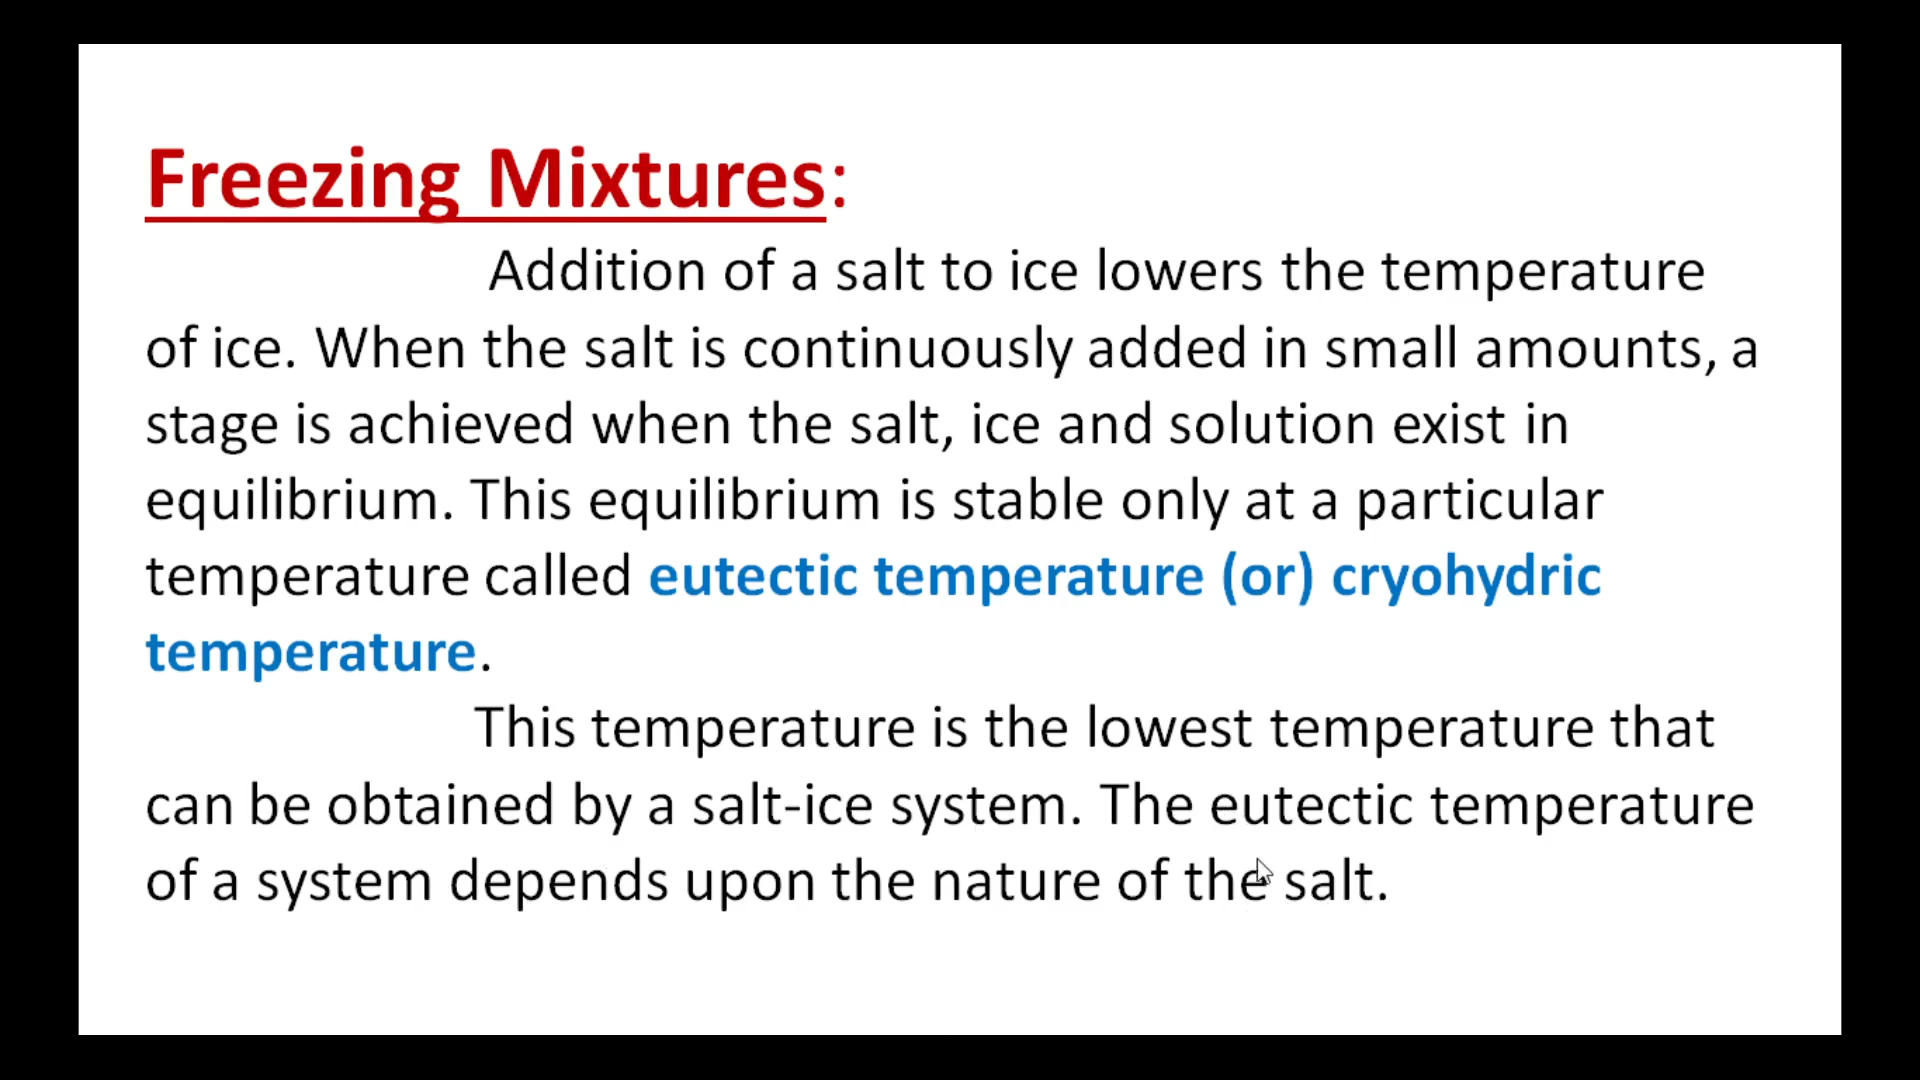 Freezing Mixtures:
Addition of a salt to ice lowers the temperature
of ice. When the salt is continuously added in small amounts, a
stage is achieved when the salt, ice and solution exist in
equilibrium. This equilibrium is stable only at a particular
temperature called eutectic temperature (or) cryohydric
temperature.
This temperature is the lowest temperature that
can be obtained by a salt-ice system. The eutectic temperature
of a system depends upon the nature of the salt.